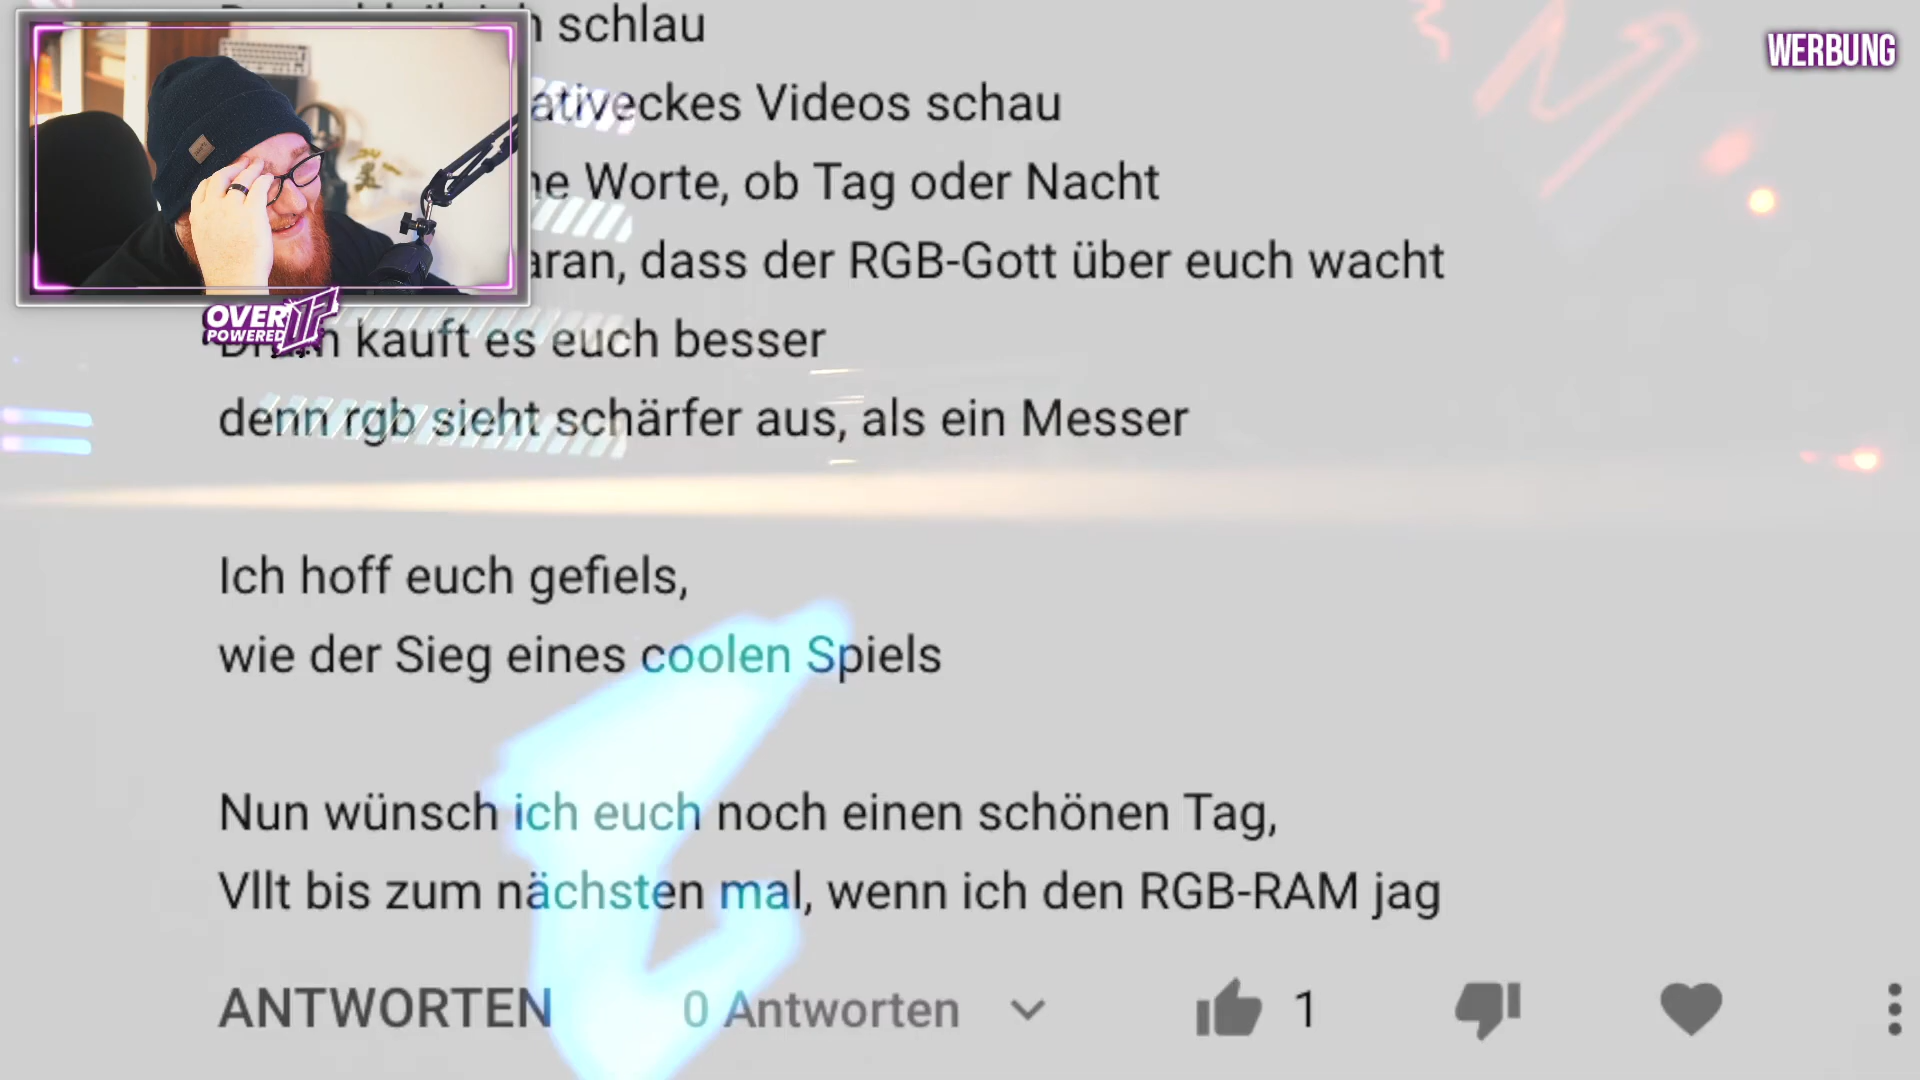 schlau
WERBUNG
ativeckes Videos schau
ne Worte, ob Tag oder Nacht
aran, dass der RGB-Gott über euch wacht
OVER
POWERED
kauft es euch besser
denn rgb sieht schärfer aus, als ein Messer
Ich hoff euch gefiels,
wie der Sieg eines coolen Spiels
Nun wünsch ich euch noch einen schönen Tag,
Vllt bis zum nächsten mal, wenn ich den RGB-RAM jag
ANTWORTEN 0 Antworten 1